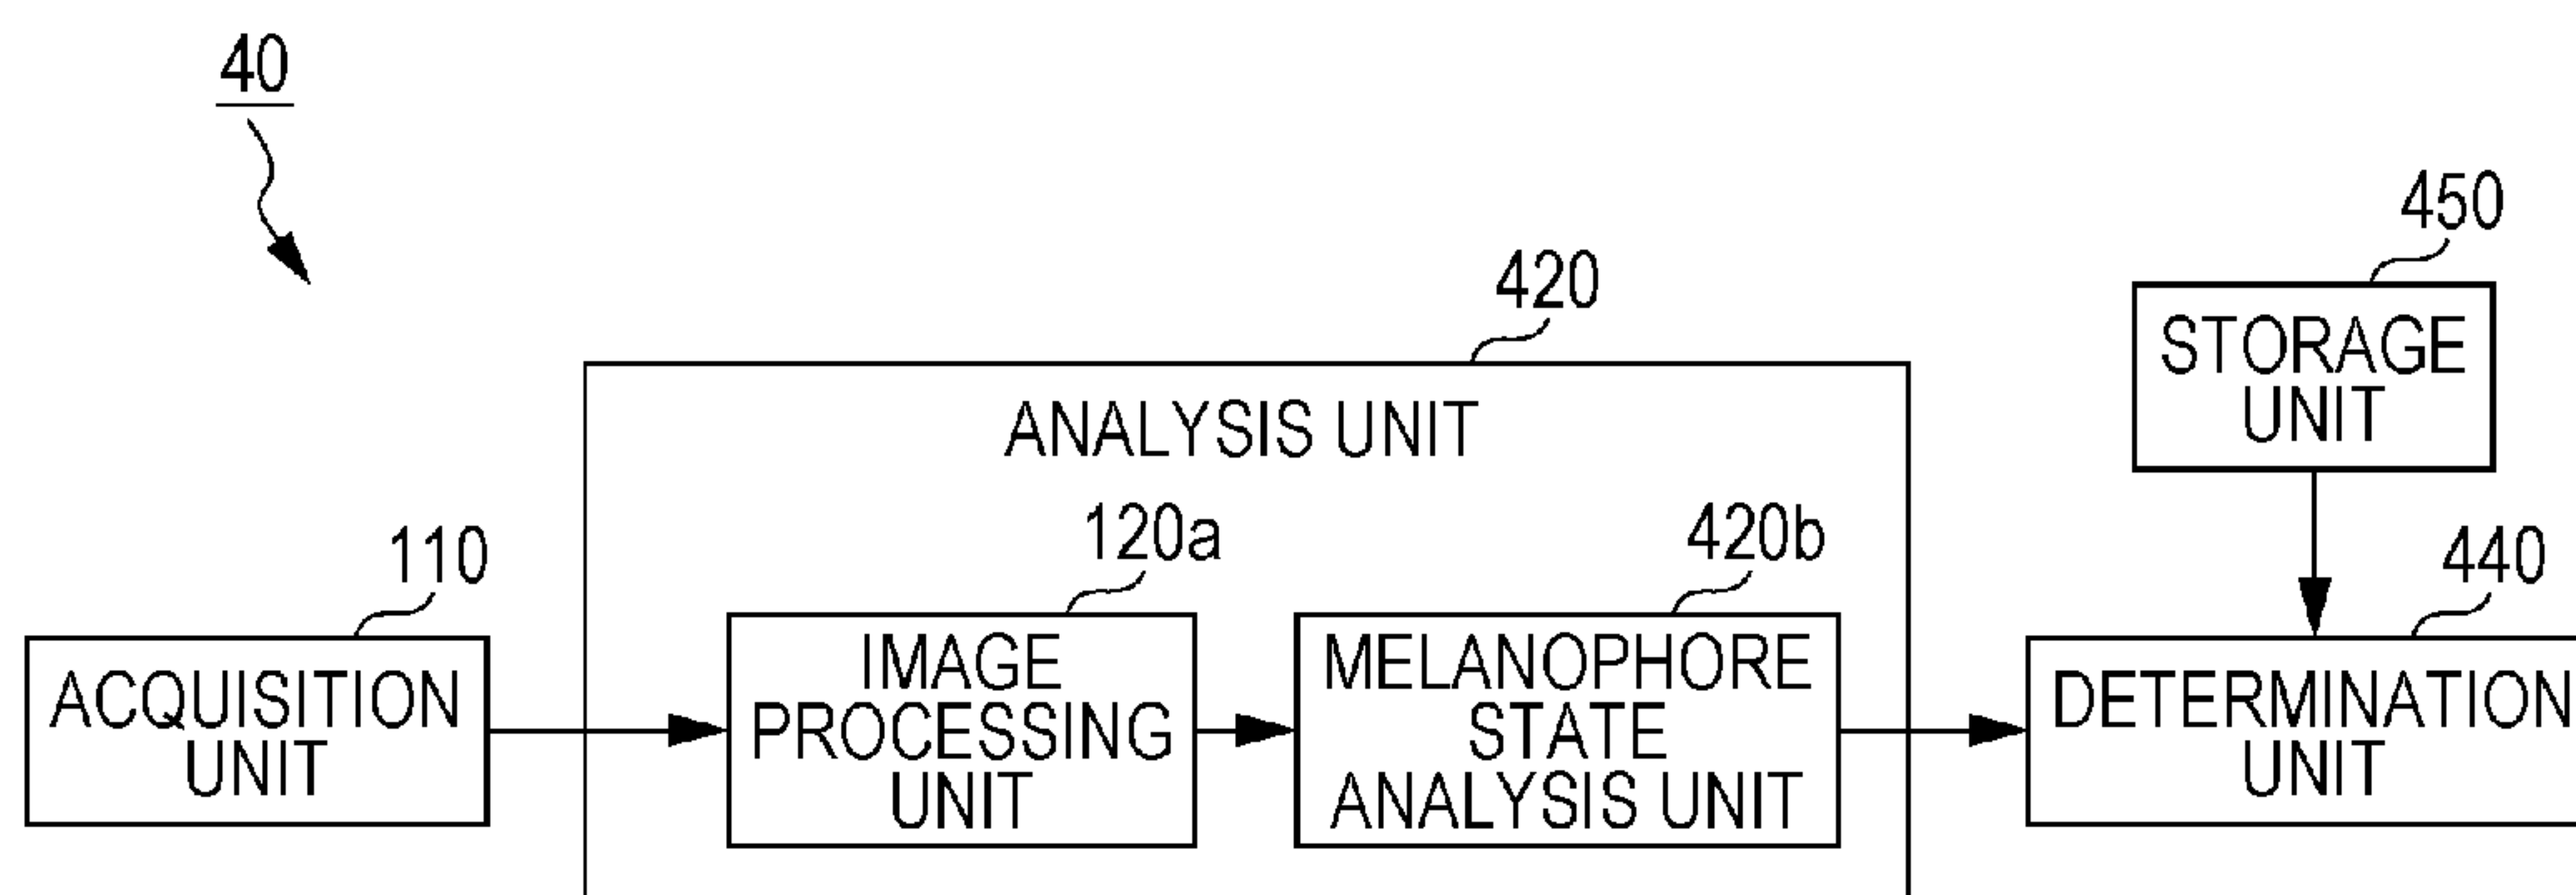 40
450
STORAGE
UNIT
420
ANALYSIS UNIT
110
ACQUISITION
UNIT
120a
IMAGE
PROCESSING
UNIT
420b
MELANOPHORE
STATE
ANALYSIS UNIT
440
DETERMINATION
UNIT